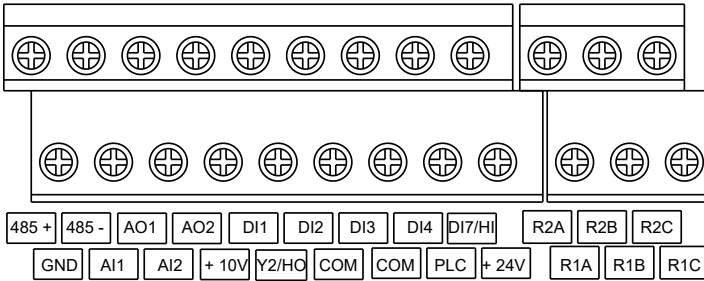 485 + 485 - AO1 AO2 DI1 DI2 DI3 DI4 DI7/HI R2A R2B R2C
GND AI1 AI2 + 10V Y2/HO COM COM PLC + 24V R1A R1B R1C